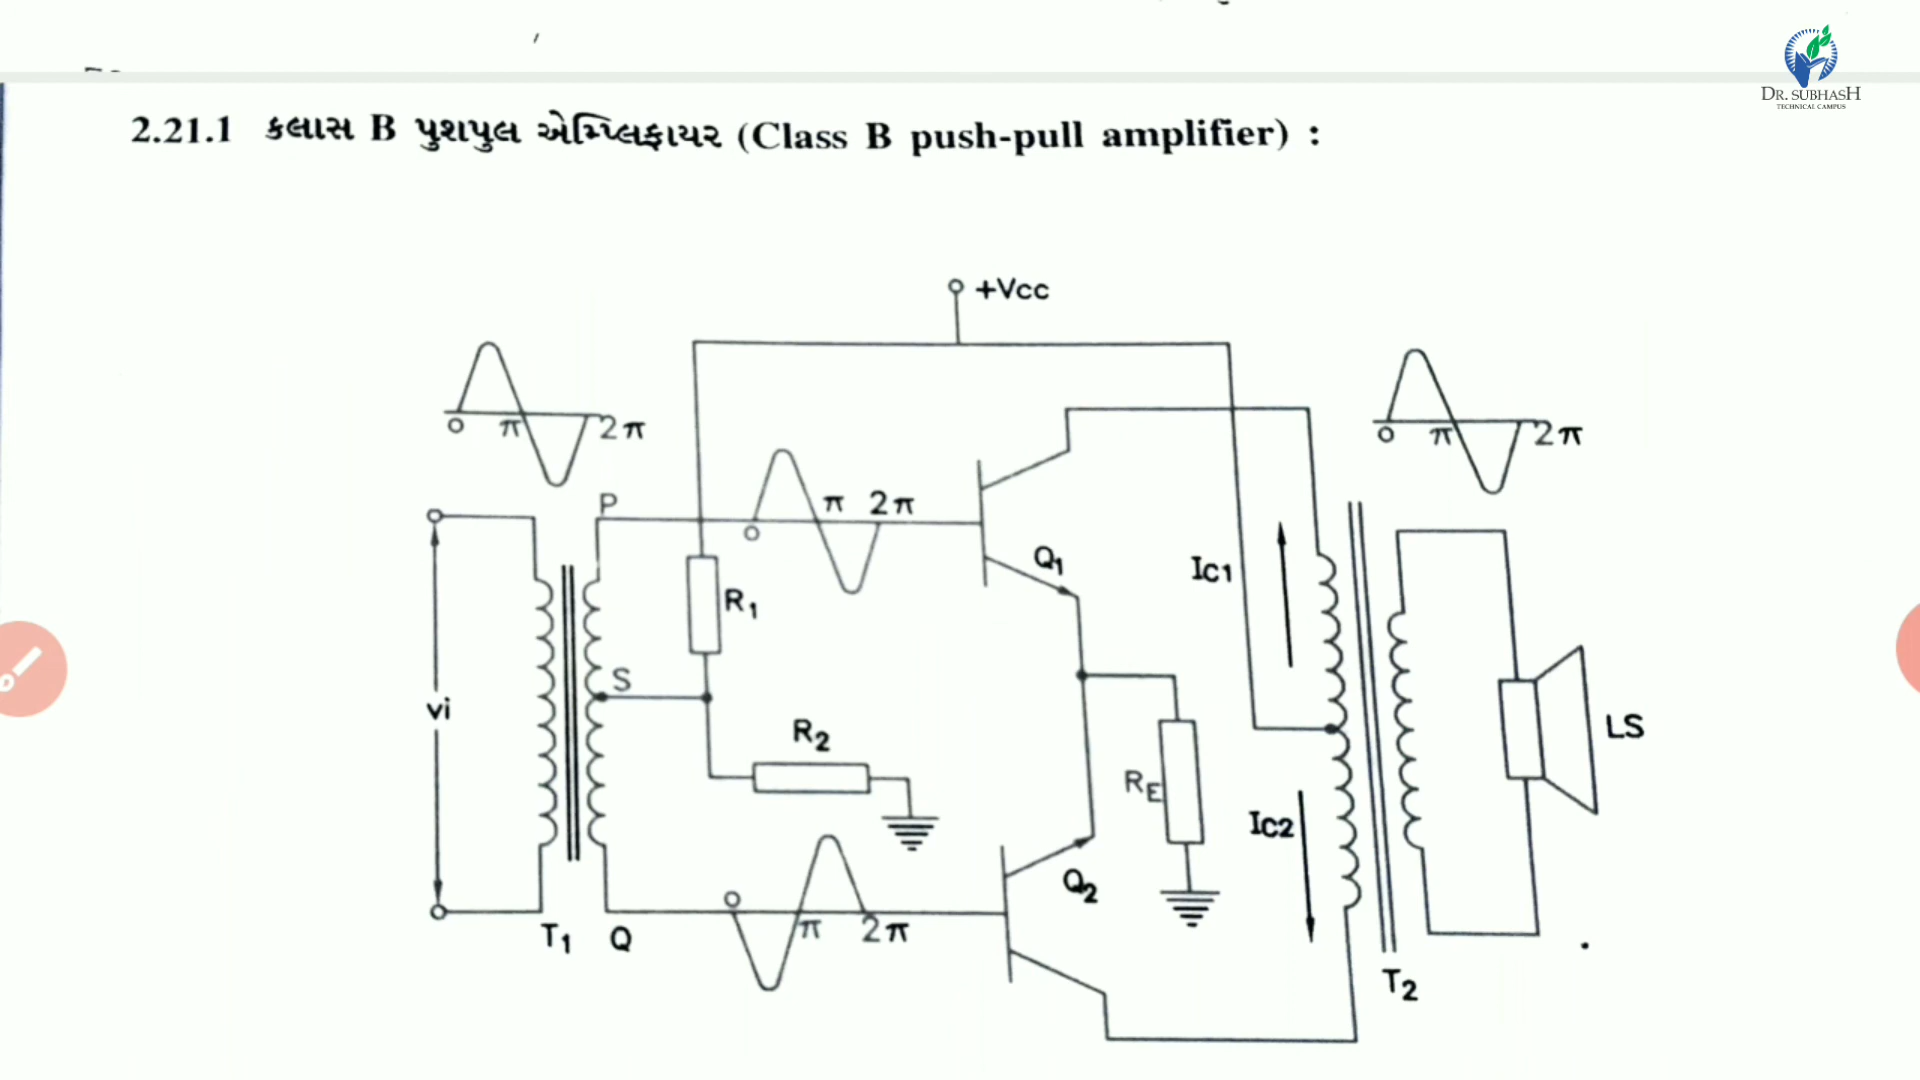 DR. SUBHASH
TECHNICAL CAMPUS
2.21.1 કલાસ B પુશપુલ એમ્પ્લિફાયર (Class B push-pull amplifier) :
+Vcc
O π 2π
O π 2π
P
O π 2π
Q1
IC1
R1
S
vi
R2
LS
RE
IC2
Q2
O π 2π
T1 Q
T2